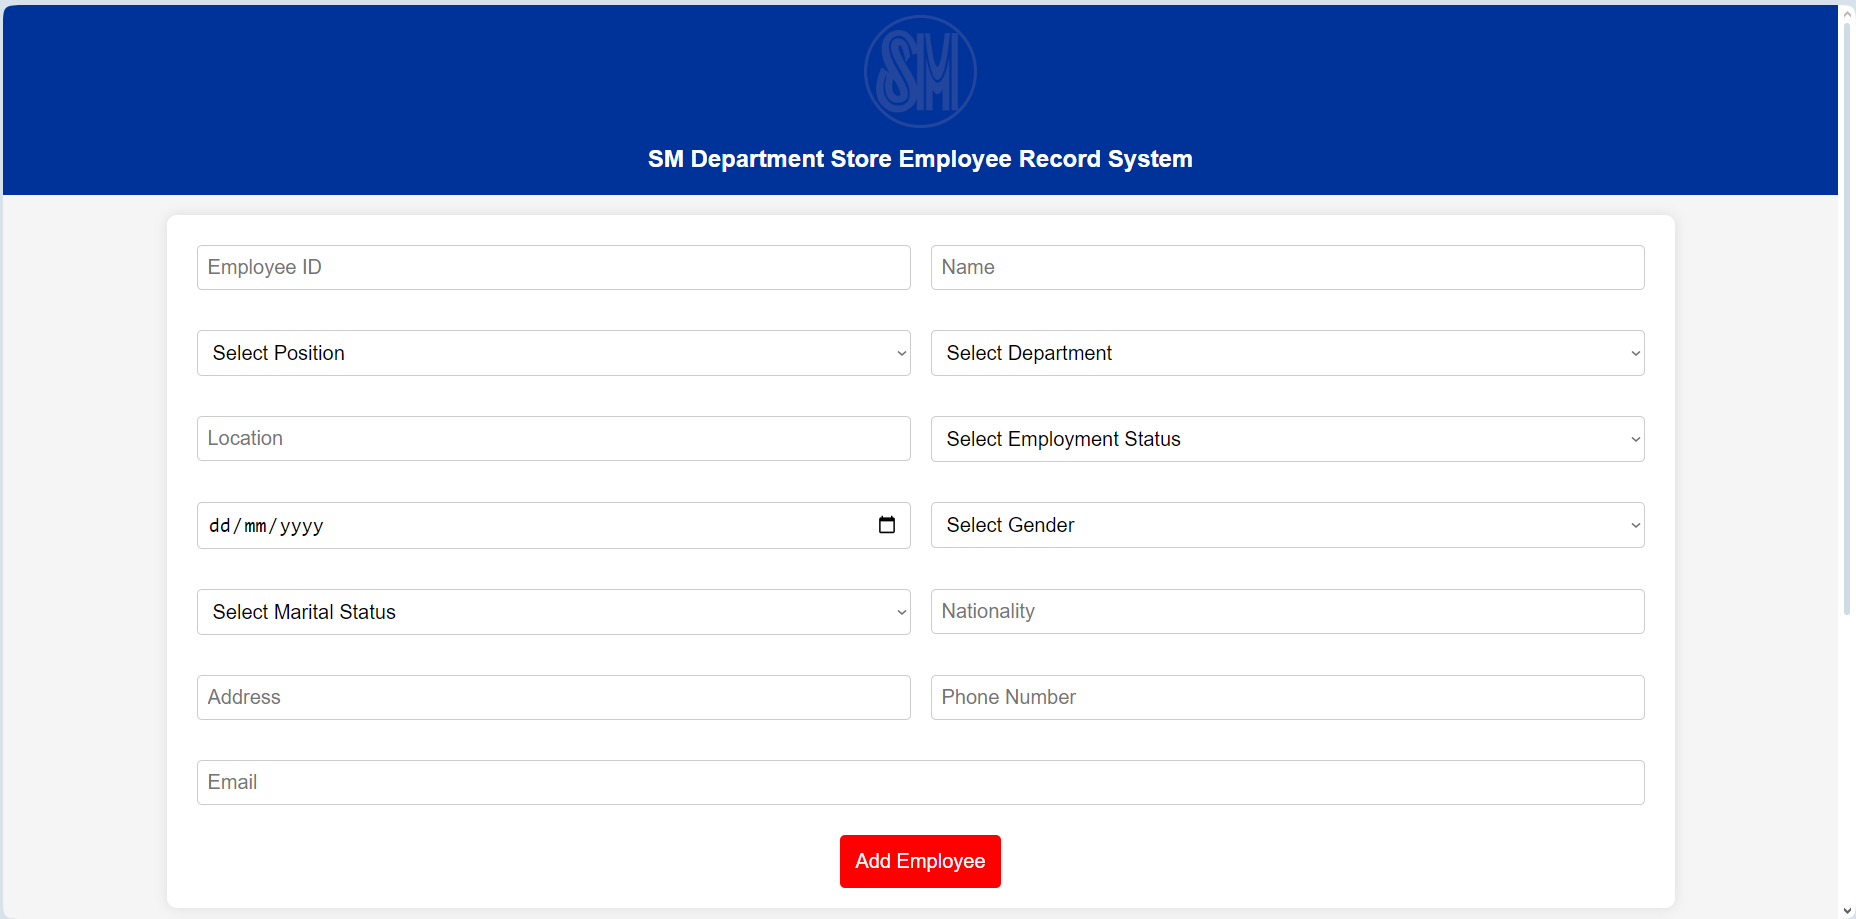 SM
SM Department Store Employee Record System
Employee ID
Name
Select Position
Select Department
Location
Select Employment Status
dd/mm/yyyy
Select Gender
Select Marital Status
Nationality
Address
Phone Number
Email
Add Employee